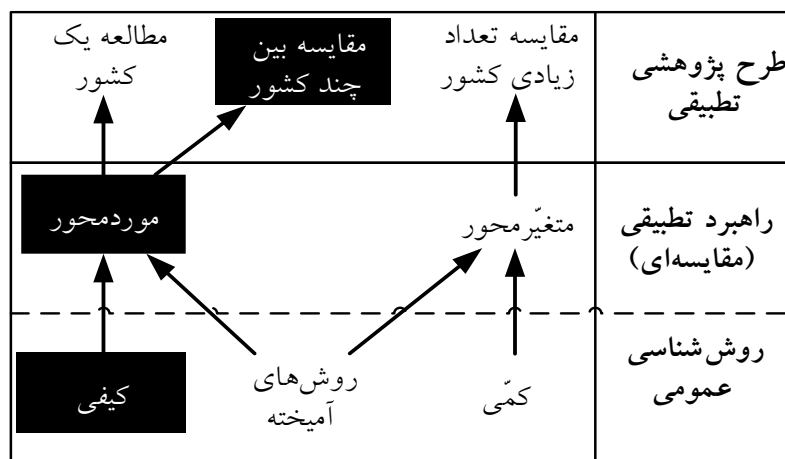 طرح پژوهشی
تطبیقی
مقایسه تعداد
زیادی کشور
مقایسه بین
چند کشور
مطالعه یک
کشور
راهبرد تطبیقی
(مقایسه‌ای)
متغیّرمحور
موردمحور
روش‌شناسی
عمومی
کمّی
روش‌های
آمیخته
کیفی